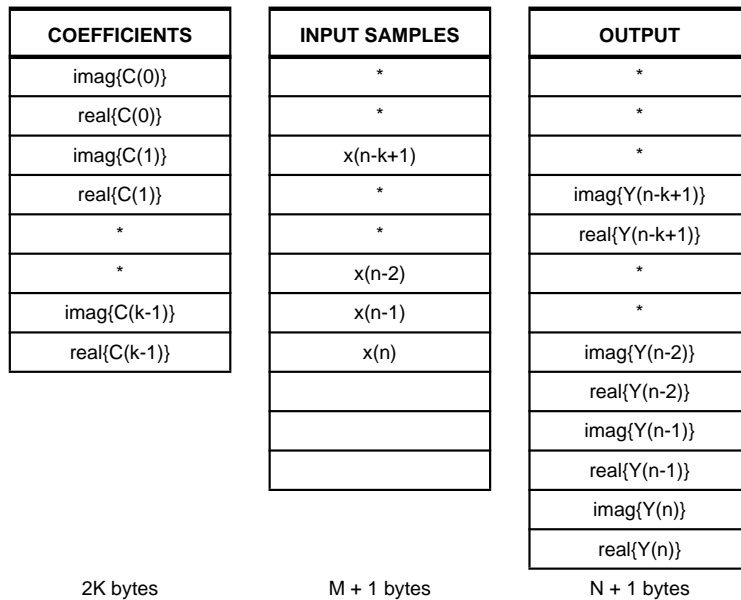 COEFFICIENTS INPUT SAMPLES OUTPUT
imag{C(0)} * *
real{C(0)} * *
imag{C(1)} x(n-k+1) *
real{C(1)} * imag{Y(n-k+1)}
* * real{Y(n-k+1)}
* x(n-2) *
imag{C(k-1)} x(n-1) *
real{C(k-1)} x(n) imag{Y(n-2)}
real{Y(n-2)}
imag{Y(n-1)}
real{Y(n-1)}
imag{Y(n)}
real{Y(n)}
2K bytes M + 1 bytes N + 1 bytes